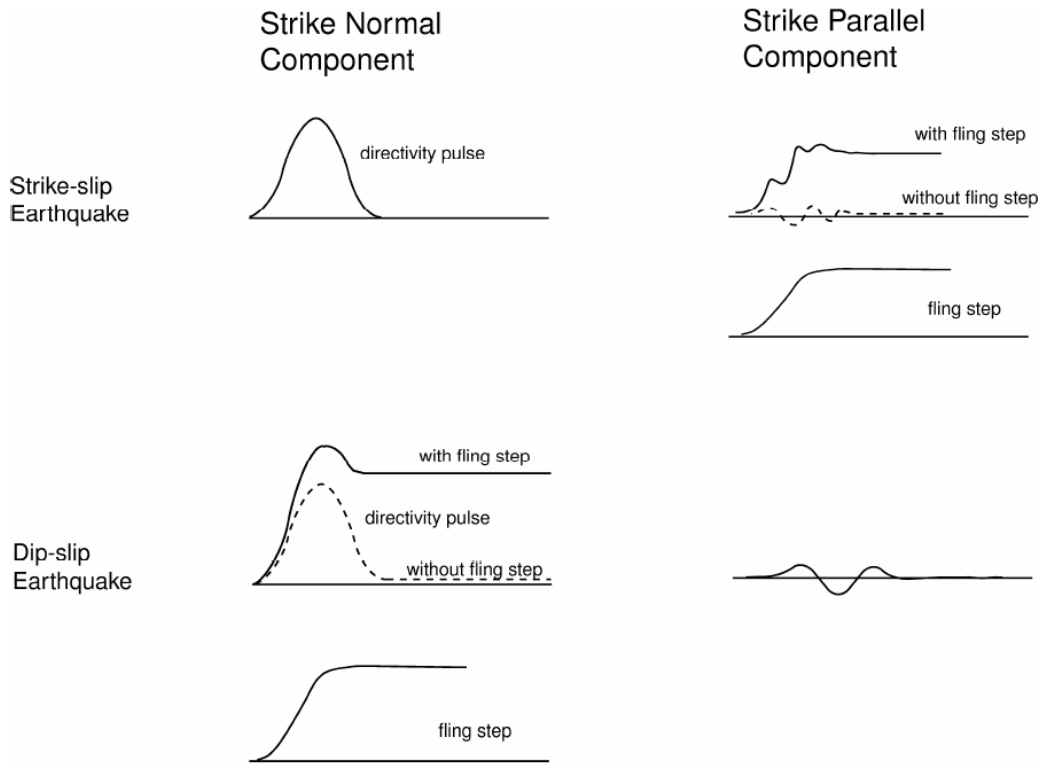 Strike Normal
Component
Strike Parallel
Component
Strike-slip
Earthquake
directivity pulse
with fling step
without fling step
fling step
Dip-slip
Earthquake
with fling step
directivity pulse
without fling step
fling step